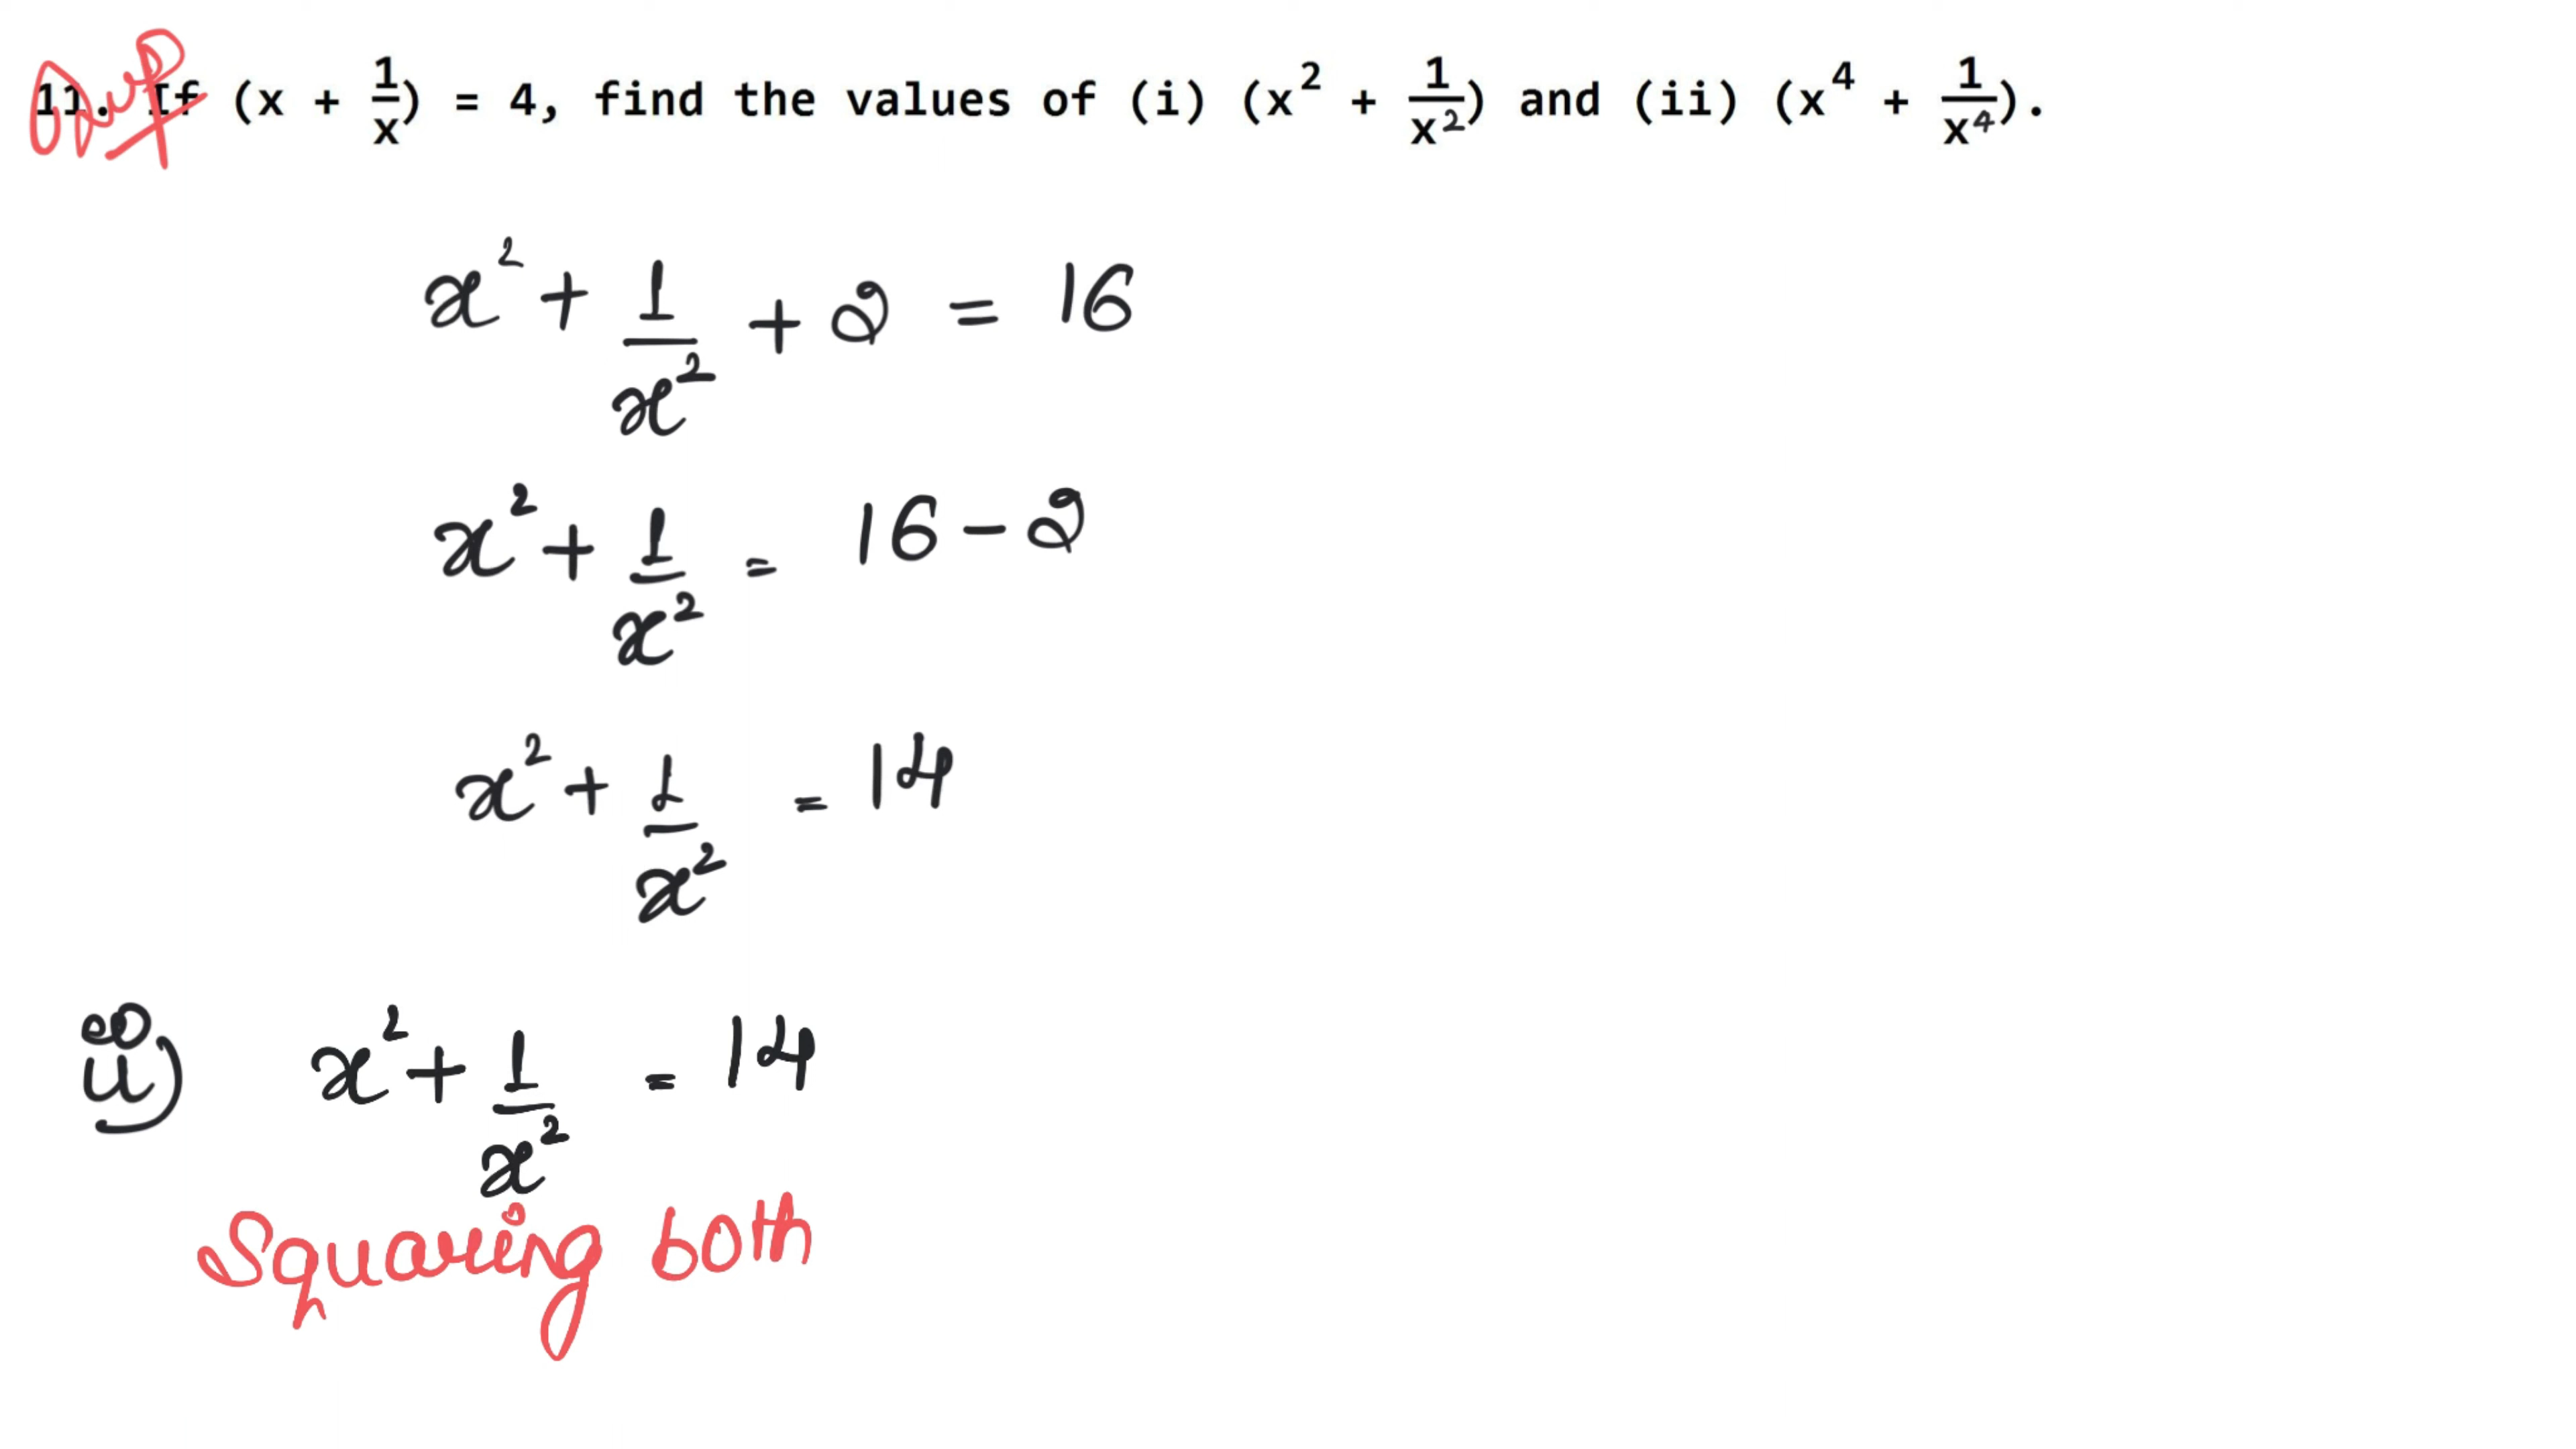 11. If (x + 1/x) = 4, find the values of (i) (x² + 1/x²) and (ii) (x⁴ + 1/x⁴).
x² + 1/x² + 2 = 16
x² + 1/x² = 16 - 2
x² + 1/x² = 14
ii) x² + 1/x² = 14
Squaring both